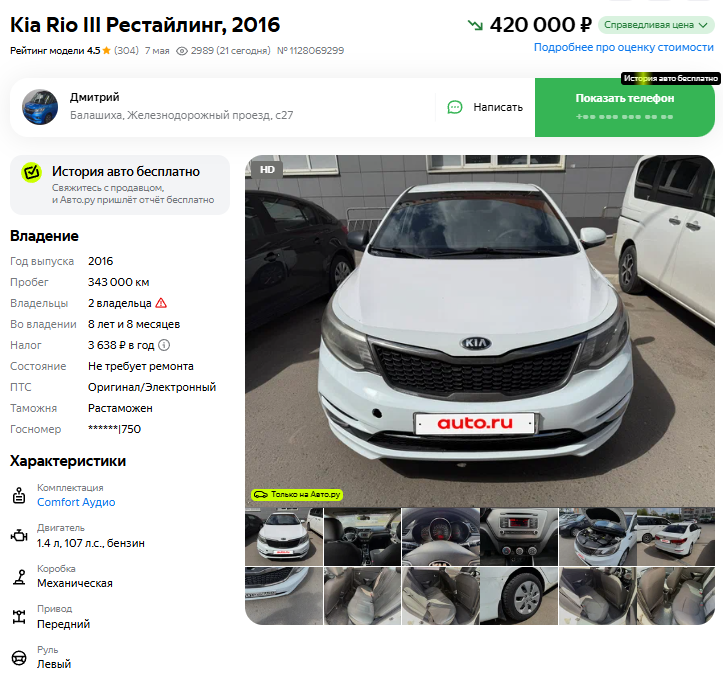 Kia Rio III Рестайлинг, 2016
420 000 ₽
Справедливая цена
Рейтинг модели 4.5 ★ (304) 7 мая 2989 (21 сегодня) № 1128069299
Подробнее про оценку стоимости
История авто бесплатно
Дмитрий
Балашиха, Железнодорожный проезд, с27
Написать
Показать телефон
История авто бесплатно
Свяжитесь с продавцом,
и Авто.ру пришлёт отчёт бесплатно
Владение
Год выпуска 2016
Пробег 343 000 км
Владельцы 2 владельца
Во владении 8 лет и 8 месяцев
Налог 3 638 ₽ в год
Состояние Не требует ремонта
ПТС Оригинал/Электронный
Таможня Растаможен
Госномер ******|750
Характеристики
Комплектация
Comfort Аудио
Двигатель
1.4 л, 107 л.с., бензин
Коробка
Механическая
Привод
Передний
Руль
Левый
HD
KIA
auto.ru
Только на Авто.ру